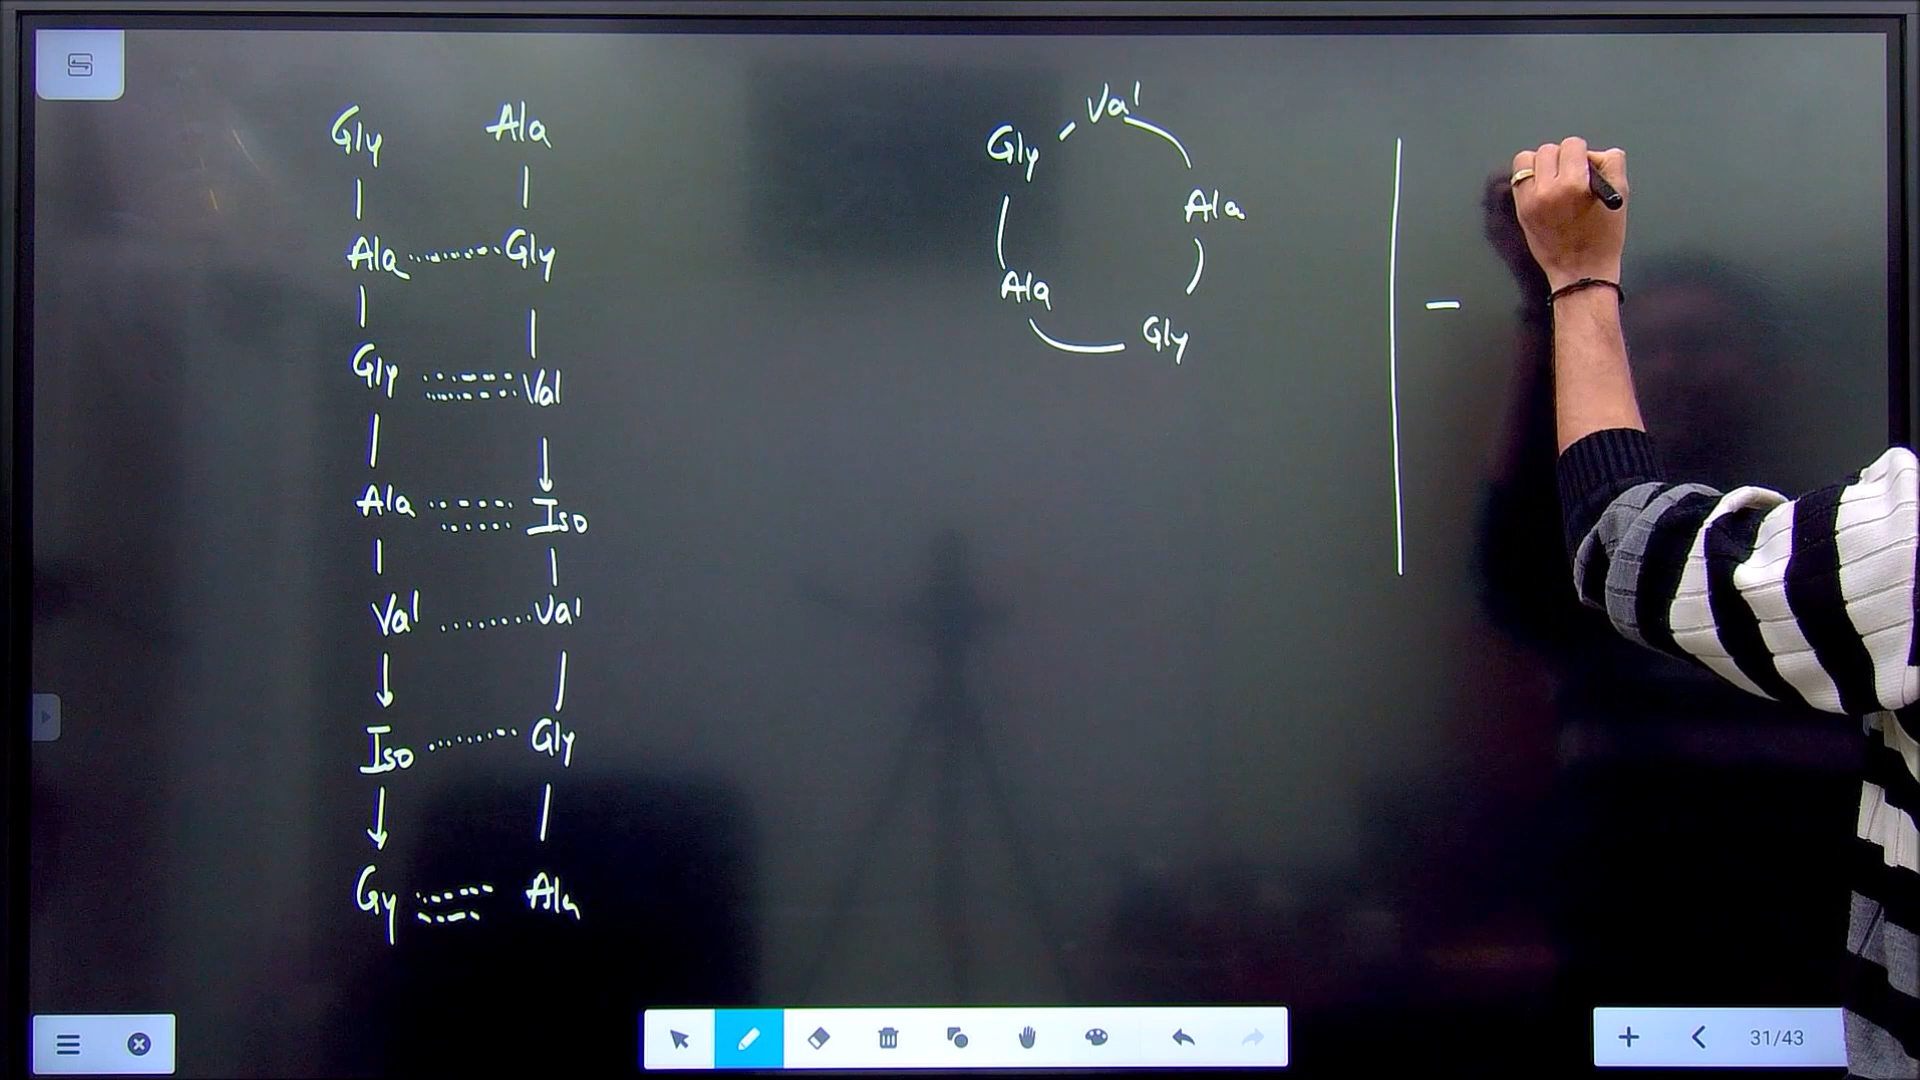 Gly Ala
Ala Gly
Gly Val
Ala Iso
Val Val
Iso Gly
Gy Ala
Val
Gly
Ala
Ala
Gly
31/43